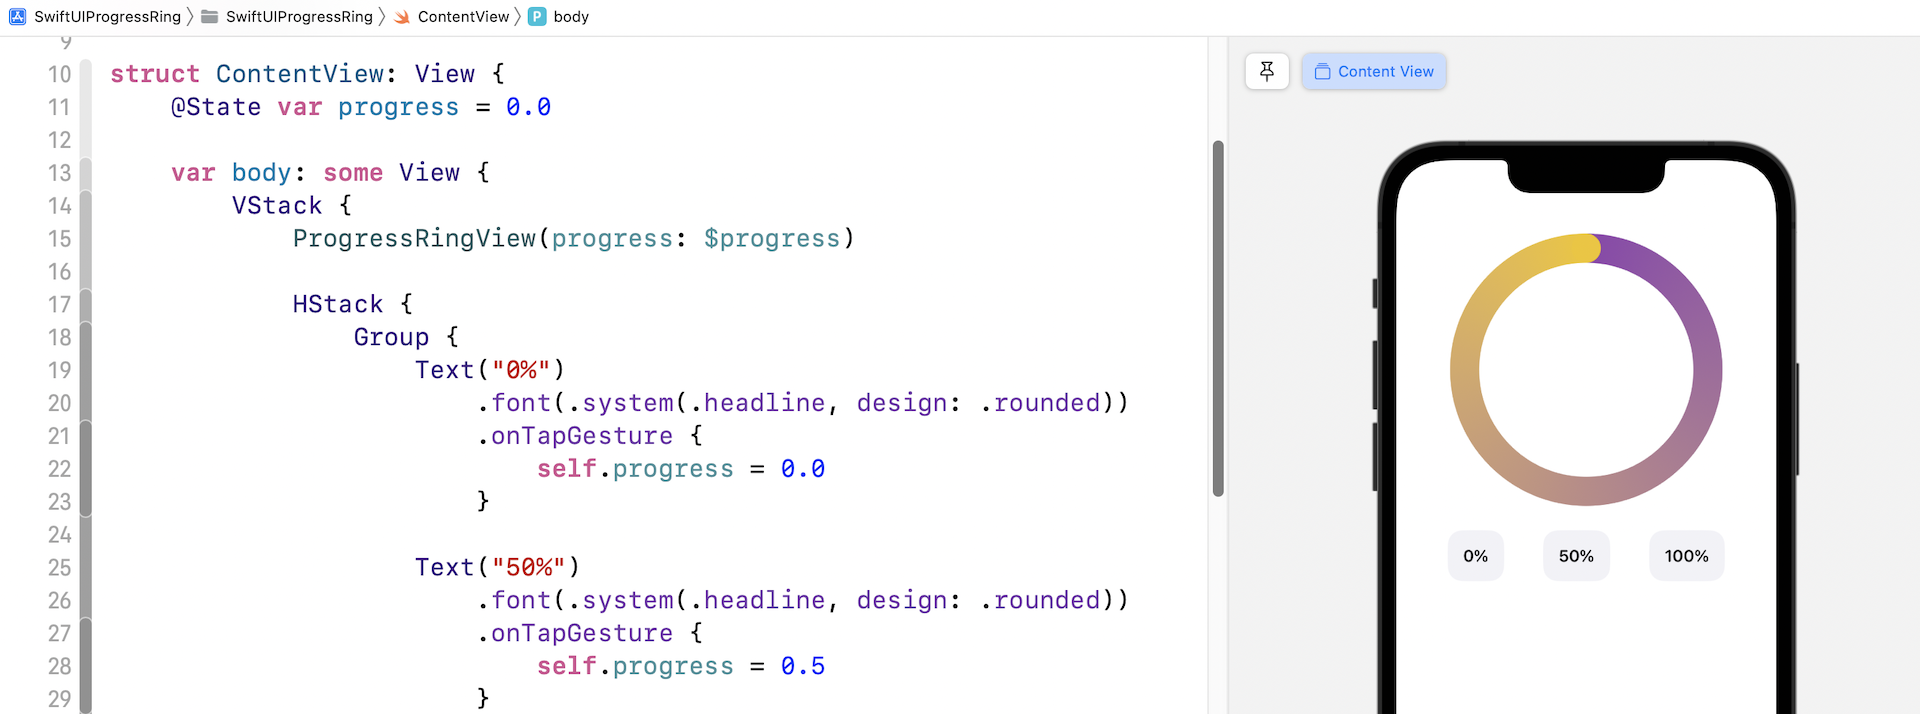 SwiftUIProgressRing 〉 SwiftUIProgressRing 〉 ContentView 〉 P body
9
10 struct ContentView: View {
11     @State var progress = 0.0
12
13     var body: some View {
14         VStack {
15             ProgressRingView(progress: $progress)
16
17             HStack {
18                 Group {
19                     Text("0%")
20                         .font(.system(.headline, design: .rounded))
21                         .onTapGesture {
22                             self.progress = 0.0
23                         }
24
25                     Text("50%")
26                         .font(.system(.headline, design: .rounded))
27                         .onTapGesture {
28                             self.progress = 0.5
29                         }
Content View
0% 50% 100%